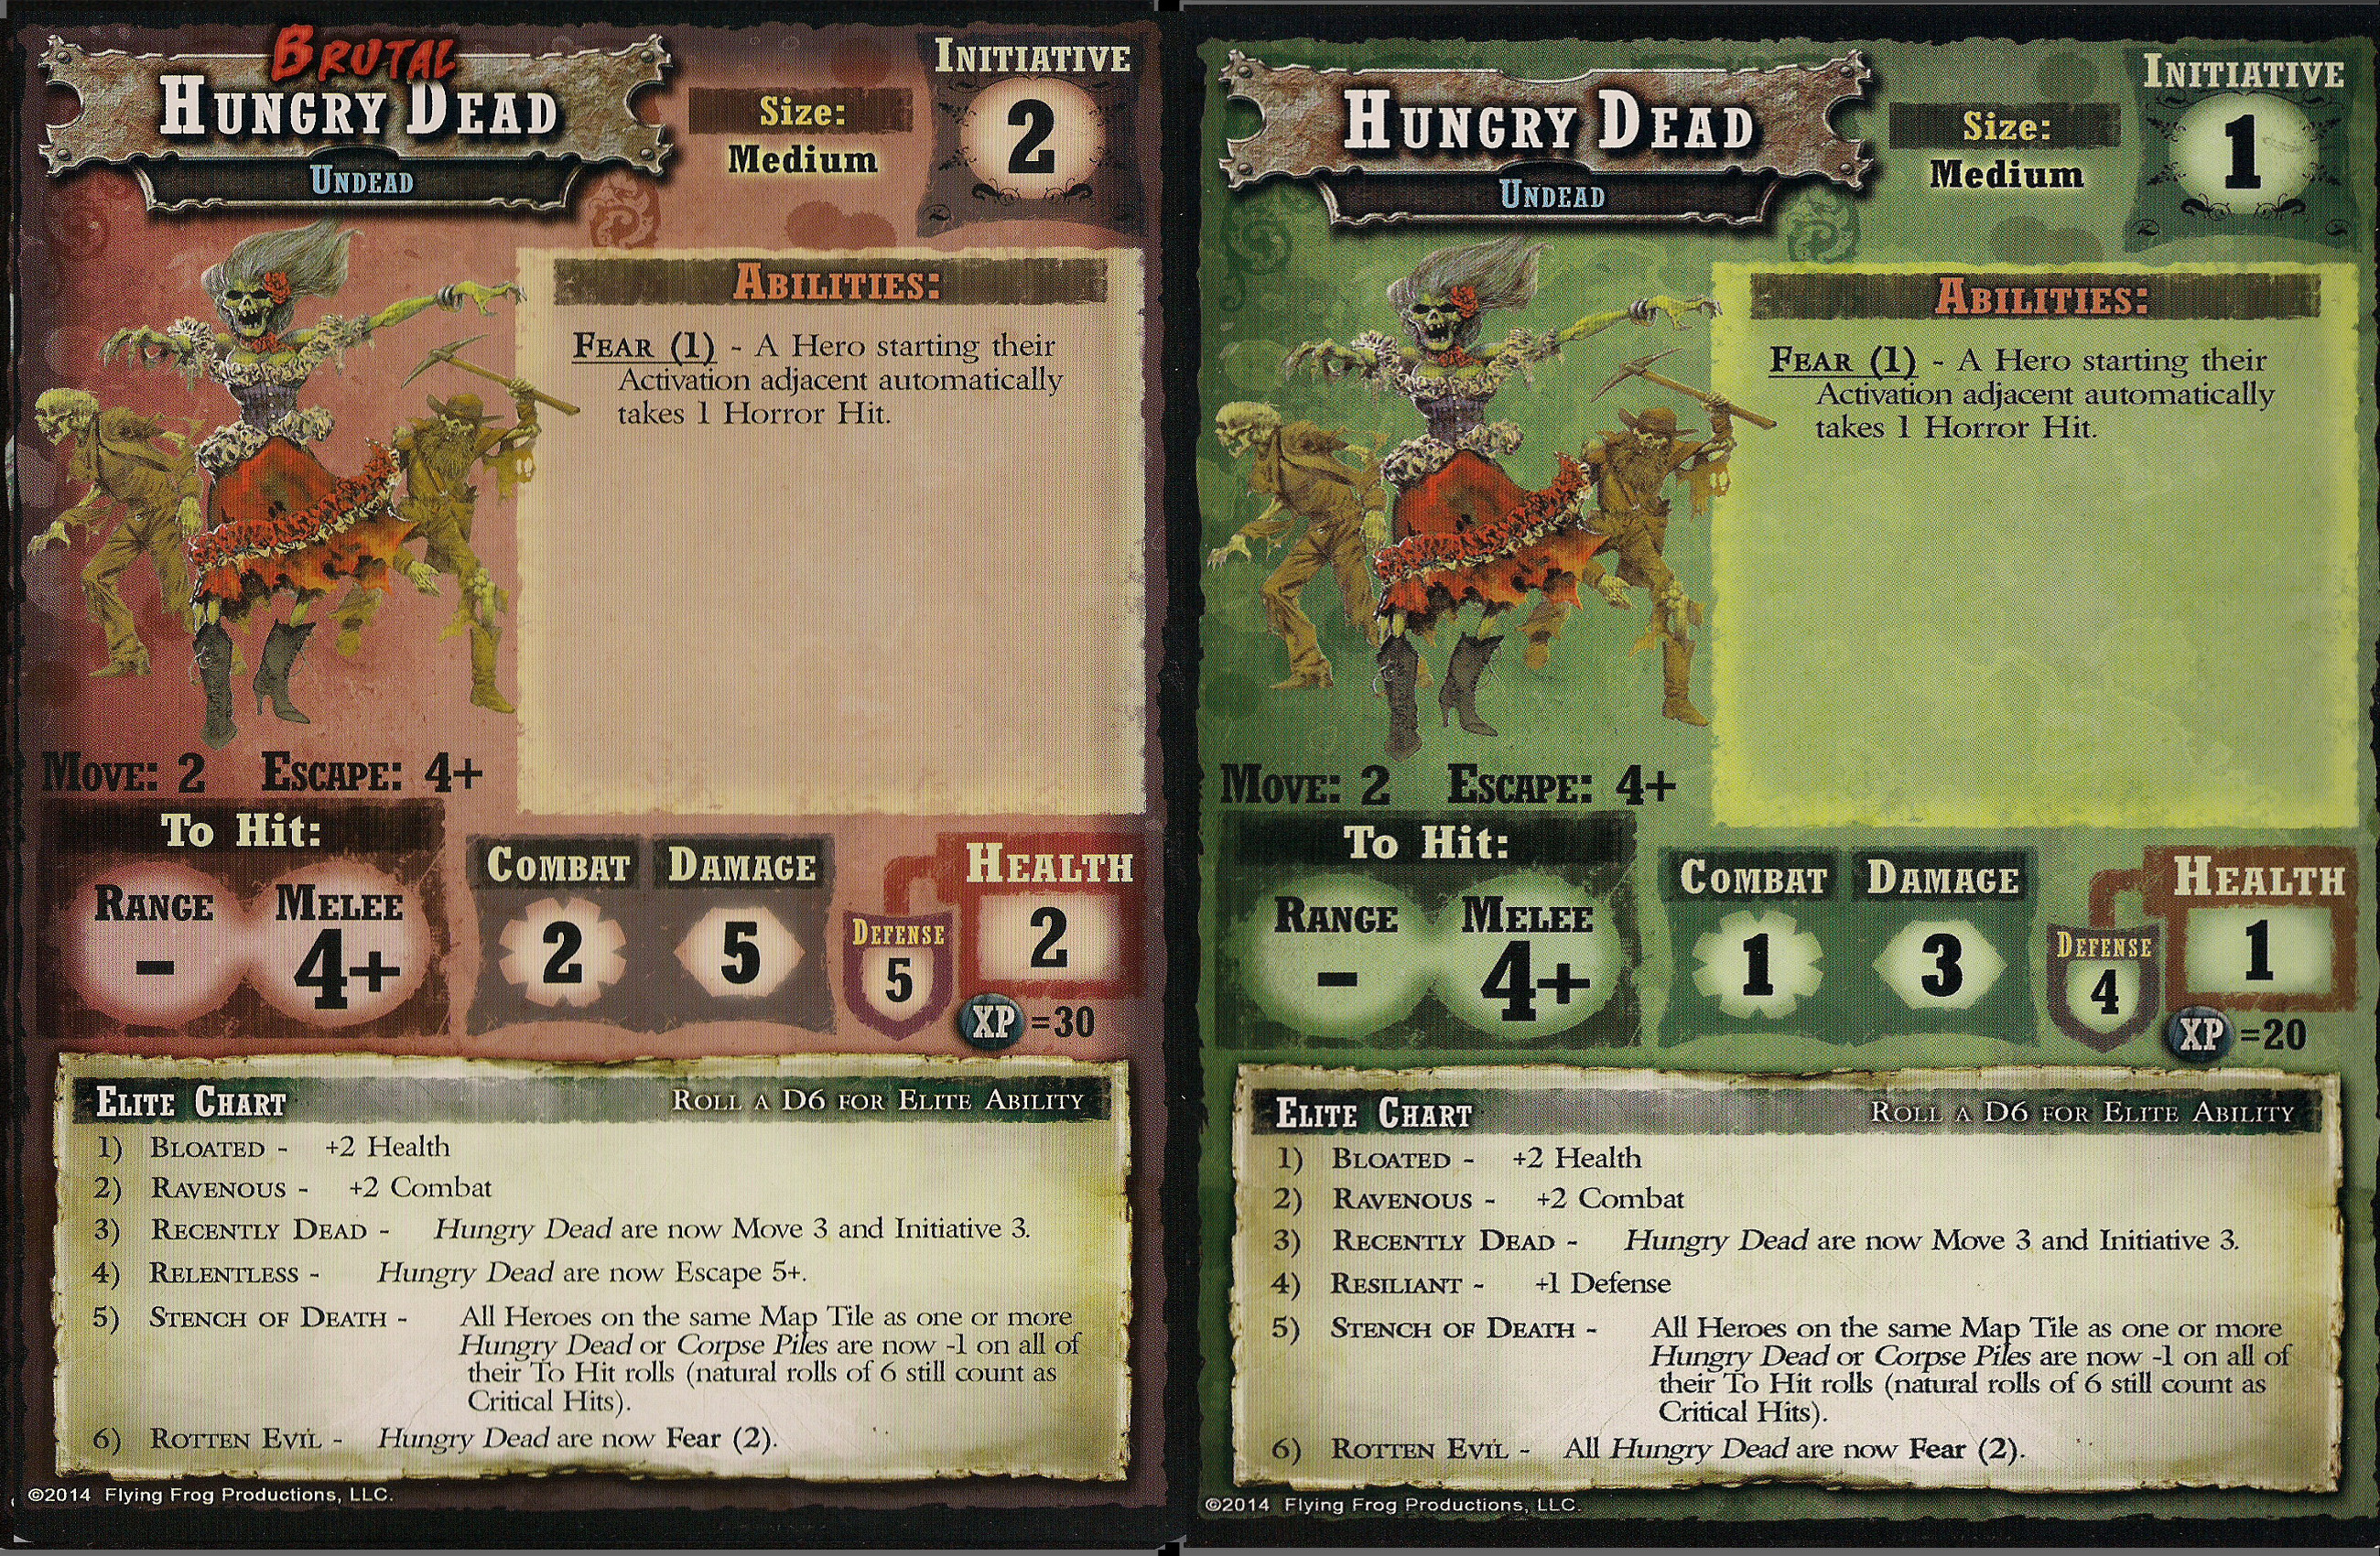 BRUTAL
HUNGRY DEAD
UNDEAD
Size:
Medium
INITIATIVE
2
ABILITIES:
FEAR (1) - A Hero starting their
Activation adjacent automatically
takes 1 Horror Hit.
MOVE: 2 ESCAPE: 4+
TO HIT:
RANGE
-
MELEE
4+
COMBAT
2
DAMAGE
5
DEFENSE
5
HEALTH
2
XP =30
ELITE CHART ROLL A D6 FOR ELITE ABILITY
1) BLOATED - +2 Health
2) RAVENOUS - +2 Combat
3) RECENTLY DEAD - Hungry Dead are now Move 3 and Initiative 3.
4) RELENTLESS - Hungry Dead are now Escape 5+.
5) STENCH OF DEATH - All Heroes on the same Map Tile as one or more
Hungry Dead or Corpse Piles are now -1 on all of
their To Hit rolls (natural rolls of 6 still count as
Critical Hits).
6) ROTTEN EVIL - Hungry Dead are now Fear (2).
©2014 Flying Frog Productions, LLC.
HUNGRY DEAD
UNDEAD
Size:
Medium
INITIATIVE
1
ABILITIES:
FEAR (1) - A Hero starting their
Activation adjacent automatically
takes 1 Horror Hit.
MOVE: 2 ESCAPE: 4+
TO HIT:
RANGE
-
MELEE
4+
COMBAT
1
DAMAGE
3
DEFENSE
4
HEALTH
1
XP =20
ELITE CHART ROLL A D6 FOR ELITE ABILITY
1) BLOATED - +2 Health
2) RAVENOUS - +2 Combat
3) RECENTLY DEAD - Hungry Dead are now Move 3 and Initiative 3.
4) RESILIANT - +1 Defense
5) STENCH OF DEATH - All Heroes on the same Map Tile as one or more
Hungry Dead or Corpse Piles are now -1 on all of
their To Hit rolls (natural rolls of 6 still count as
Critical Hits).
6) ROTTEN EVIL - All Hungry Dead are now Fear (2).
©2014 Flying Frog Productions, LLC.